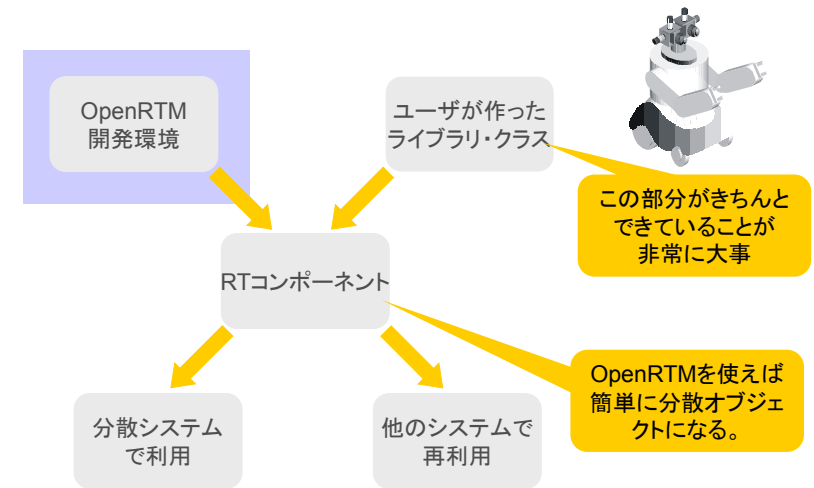 OpenRTM
開発環境
ユーザが作った
ライブラリ・クラス
この部分がきちんと
できていることが
非常に大事
RTコンポーネント
OpenRTMを使えば
簡単に分散オブジェ
クトになる。
分散システム
で利用
他のシステムで
再利用